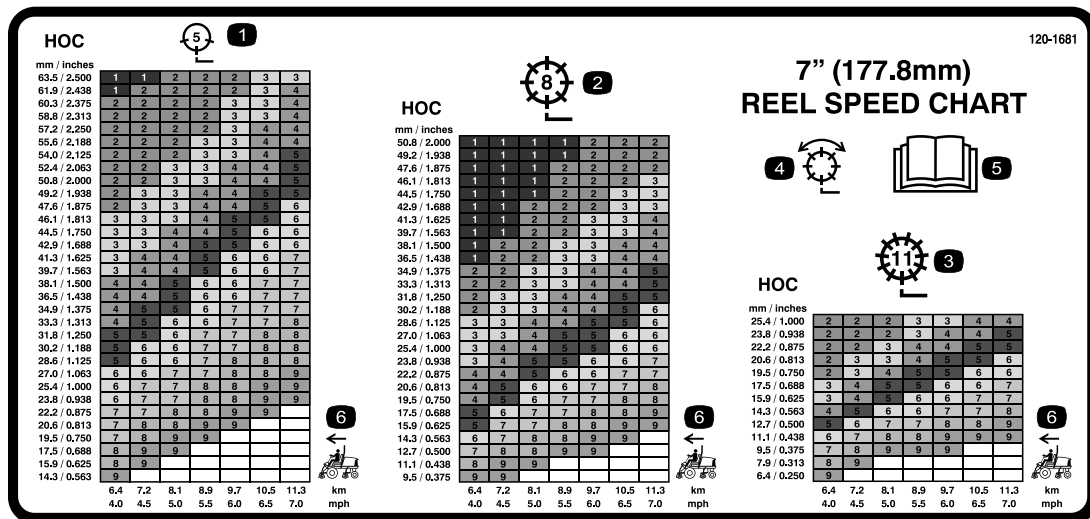 120-1681
7” (177.8mm)
REEL SPEED CHART
4 5
HOC 5 1
mm / inches
63.5 / 2.500 1 1 2 2 2 3 3
61.9 / 2.438 1 2 2 2 2 3 4
60.3 / 2.375 2 2 2 2 3 3 4
58.8 / 2.313 2 2 2 2 3 3 4
57.2 / 2.250 2 2 2 2 3 4 4
55.6 / 2.188 2 2 2 3 3 4 4
54.0 / 2.125 2 2 2 3 3 4 5
52.4 / 2.063 2 2 3 3 4 4 5
50.8 / 2.000 2 2 3 3 4 4 5
49.2 / 1.938 2 3 3 4 4 5 5
47.6 / 1.875 2 3 3 4 4 5 6
46.1 / 1.813 3 3 3 4 5 5 6
44.5 / 1.750 3 3 4 4 5 6 6
42.9 / 1.688 3 4 4 5 5 6 6
41.3 / 1.625 3 4 4 5 6 6 7
39.7 / 1.563 3 4 4 5 6 6 7
38.1 / 1.500 4 4 5 6 6 7 7
36.5 / 1.438 4 4 5 6 6 7 7
34.9 / 1.375 4 5 5 6 7 7 7
33.3 / 1.313 4 5 6 6 7 7 8
31.8 / 1.250 5 5 6 7 7 8 8
30.2 / 1.188 5 6 6 7 7 8 8
28.6 / 1.125 5 6 6 7 8 8 8
27.0 / 1.063 6 6 7 7 8 8 9
25.4 / 1.000 6 7 7 8 8 9 9
23.8 / 0.938 6 7 7 8 8 9 9
22.2 / 0.875 7 7 8 8 9 9
20.6 / 0.813 7 8 8 9 9
19.5 / 0.750 7 8 9 9
17.5 / 0.688 8 9 9
15.9 / 0.625 8 9
14.3 / 0.563 9
6
6.4 7.2 8.1 8.9 9.7 10.5 11.3 km
4.0 4.5 5.0 5.5 6.0 6.5 7.0 mph
HOC 8 2
mm / inches
50.8 / 2.000 1 1 1 1 2 2 2
49.2 / 1.938 1 1 1 1 2 2 2
47.6 / 1.875 1 1 1 2 2 2 2
46.1 / 1.813 1 1 1 2 2 2 3
44.5 / 1.750 1 1 1 2 2 3 3
42.9 / 1.688 1 1 2 2 2 3 3
41.3 / 1.625 1 1 2 2 3 3 4
39.7 / 1.563 1 1 2 2 3 3 4
38.1 / 1.500 1 2 2 3 3 4 4
36.5 / 1.438 1 2 2 3 3 4 4
34.9 / 1.375 2 2 3 3 4 4 5
33.3 / 1.313 2 2 3 3 4 4 5
31.8 / 1.250 2 3 3 4 4 5 5
30.2 / 1.188 2 3 3 4 4 5 6
28.6 / 1.125 3 3 4 4 5 5 6
27.0 / 1.063 3 3 4 5 5 6 6
25.4 / 1.000 3 4 4 5 5 6 6
23.8 / 0.938 3 4 5 5 6 6 7
22.2 / 0.875 4 4 5 6 6 7 7
20.6 / 0.813 4 5 6 6 7 7 8
19.5 / 0.750 4 5 6 7 7 8 8
17.5 / 0.688 5 6 7 7 8 8 9
15.9 / 0.625 5 7 7 8 8 9 9
14.3 / 0.563 6 7 8 8 9 9
12.7 / 0.500 7 8 9 9
11.1 / 0.438 8 9
9.5 / 0.375 9 9
6
6.4 7.2 8.1 8.9 9.7 10.5 11.3 km
4.0 4.5 5.0 5.5 6.0 6.5 7.0 mph
HOC 11 3
25.4 / 1.000 2 2 2 3 3 4 4
23.8 / 0.938 2 2 2 3 4 4 5
22.2 / 0.875 2 2 3 4 4 5 5
20.6 / 0.813 2 3 3 4 5 5 6
19.5 / 0.750 2 3 4 5 5 6 6
17.5 / 0.688 3 4 5 5 6 6 7
15.9 / 0.625 3 4 5 6 6 7 7
14.3 / 0.563 4 5 6 6 7 7 8
12.7 / 0.500 5 6 6 7 8 8 9
11.1 / 0.438 6 7 7 8 8 9 9
9.5 / 0.375 7 8 9 9
7.9 / 0.313 8 9
6.4 / 0.250 9
6
6.4 7.2 8.1 8.9 9.7 10.5 11.3 km
4.0 4.5 5.0 5.5 6.0 6.5 7.0 mph